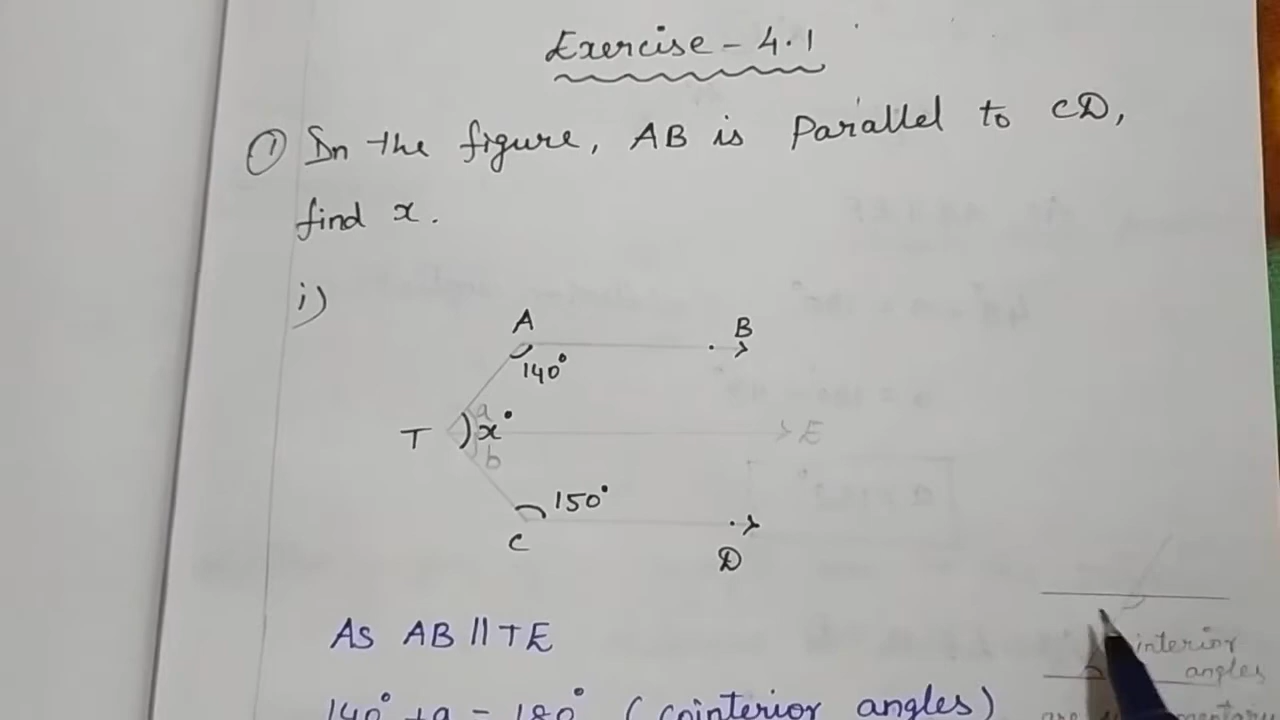 Exercise - 4.1
① In the figure, AB is Parallel to CD,
find x.
i)
A
B
140°
a
T
x°
E
b
150°
C
D
As AB || TE
interior
angles
140° + a = 180° (cointerior angles)